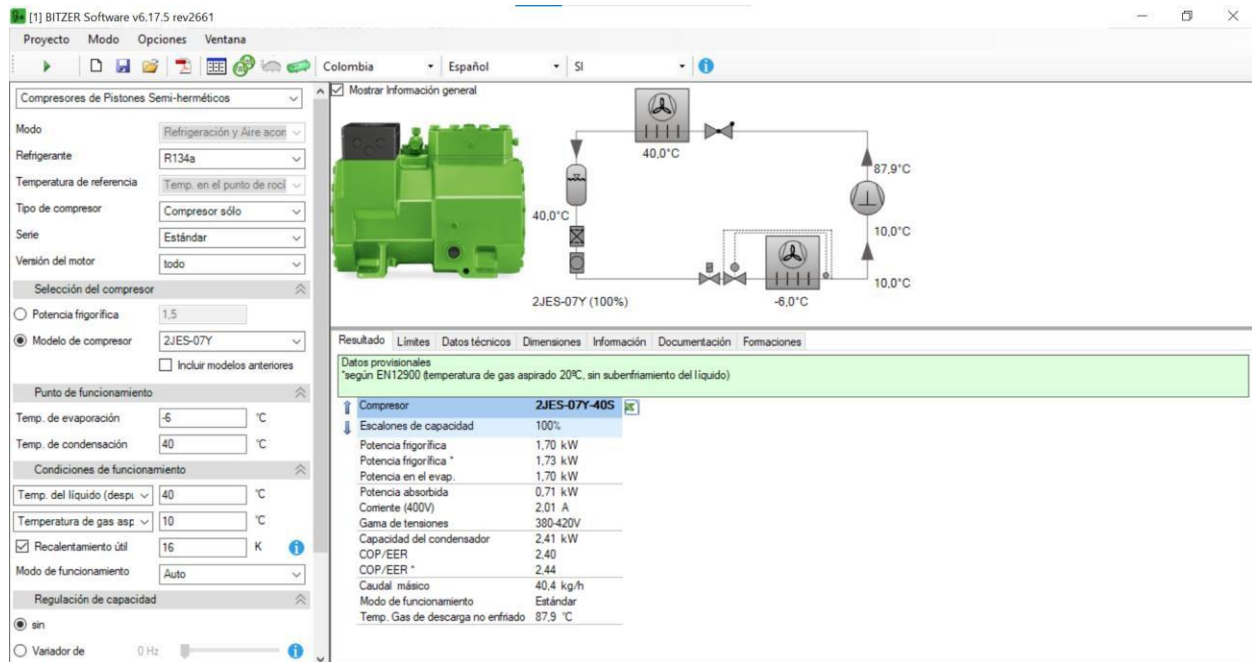 [1] BITZER Software v6.17.5 rev2661
Proyecto Modo Opciones Ventana
Colombia Español SI
Compresores de Pistones Semi-herméticos
Modo Refrigeración y Aire acon
Refrigerante R134a
Temperatura de referencia Temp. en el punto de rocí
Tipo de compresor Compresor sólo
Serie Estándar
Versión del motor todo
Selección del compresor
Potencia frigorífica 1,5
Modelo de compresor 2JES-07Y
Incluir modelos anteriores
Punto de funcionamiento
Temp. de evaporación -6 °C
Temp. de condensación 40 °C
Condiciones de funcionamiento
Temp. del líquido (despu 40 °C
Temperatura de gas asp 10 °C
Recalentamiento útil 16 K
Modo de funcionamiento Auto
Regulación de capacidad
sin
Variador de 0 Hz
Mostrar Información general
40,0°C
87,9°C
40,0°C
10,0°C
10,0°C
2JES-07Y (100%)
-6,0°C
Resultado Límites Datos técnicos Dimensiones Información Documentación Formaciones
Datos provisionales
*según EN12900 (temperatura de gas aspirado 20ºC, sin subenfriamiento del líquido)
Compresor 2JES-07Y-40S
Escalones de capacidad 100%
Potencia frigorífica 1,70 kW
Potencia frigorífica * 1,73 kW
Potencia en el evap. 1,70 kW
Potencia absorbida 0,71 kW
Corriente (400V) 2,01 A
Gama de tensiones 380-420V
Capacidad del condensador 2,41 kW
COP/EER 2,40
COP/EER * 2,44
Caudal másico 40,4 kg/h
Modo de funcionamiento Estándar
Temp. Gas de descarga no enfriado 87,9 °C